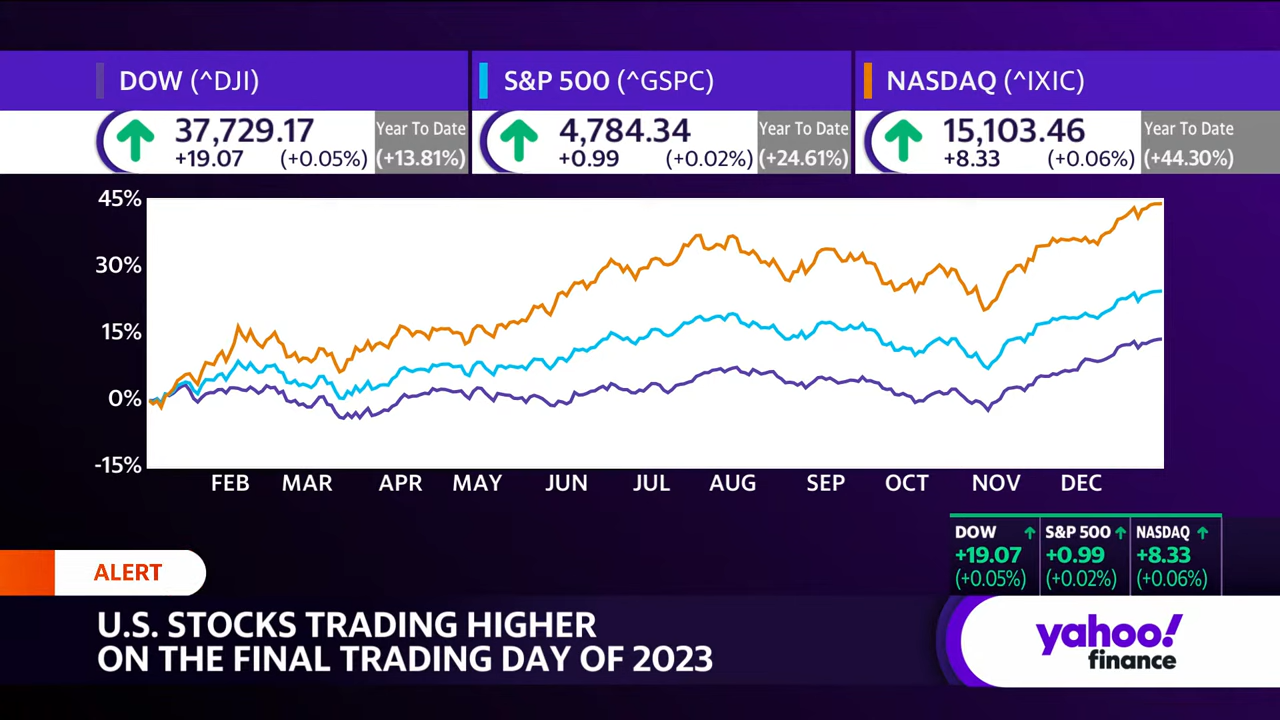 DOW (^DJI)
37,729.17
+19.07 (+0.05%)
Year To Date
(+13.81%)
S&P 500 (^GSPC)
4,784.34
+0.99 (+0.02%)
Year To Date
(+24.61%)
NASDAQ (^IXIC)
15,103.46
+8.33 (+0.06%)
Year To Date
(+44.30%)
45%
30%
15%
0%
-15%
FEB MAR APR MAY JUN JUL AUG SEP OCT NOV DEC
DOW
+19.07
(+0.05%)
S&P 500
+0.99
(+0.02%)
NASDAQ
+8.33
(+0.06%)
ALERT
U.S. STOCKS TRADING HIGHER
ON THE FINAL TRADING DAY OF 2023
yahoo!
finance